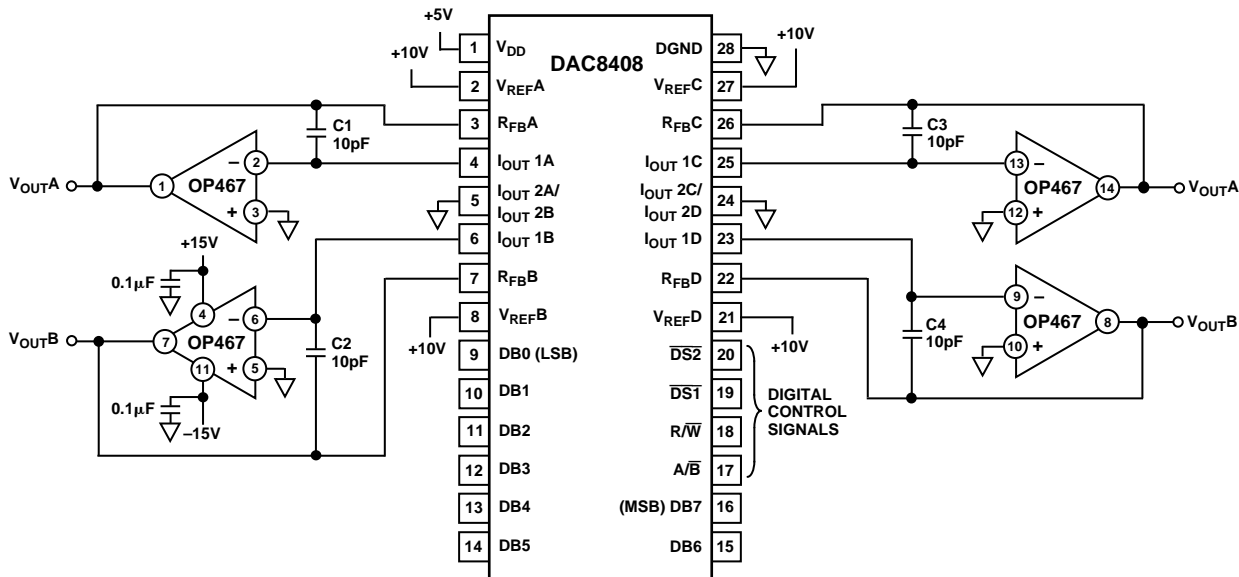 +5V
+10V
1 VDD
DAC8408
DGND 28
+10V
2 VREFA
VREFC 27
3 RFBA
RFBC 26
C1
10pF
C3
10pF
4 IOUT 1A
IOUT 1C 25
− 2
VOUTA
1
OP467
+ 3
13 −
OP467
14
VOUTA
12 +
5 IOUT 2A/
IOUT 2B
IOUT 2C/
IOUT 2D 24
6 IOUT 1B
IOUT 1D 23
+15V
0.1µF
7 RFBB
RFBD 22
4
− 6
VOUTB
7
OP467
11
+ 5
C2
10pF
9 −
OP467
8
VOUTB
10 +
C4
10pF
0.1µF
−15V
8 VREFB
VREFD 21
+10V
+10V
9 DB0 (LSB)
DS2 20
10 DB1
DS1 19
11 DB2
R/W 18
12 DB3
A/B 17
DIGITAL
CONTROL
SIGNALS
13 DB4
(MSB) DB7 16
14 DB5
DB6 15